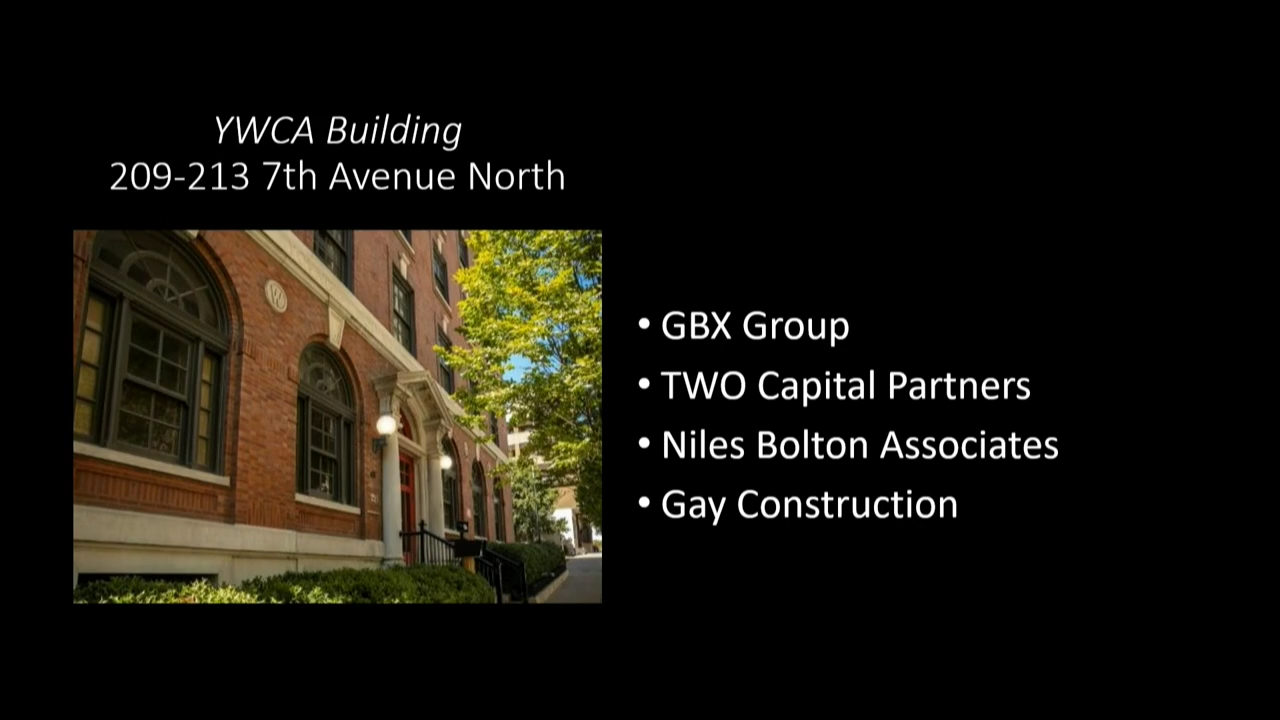 YWCA Building
209-213 7th Avenue North
• GBX Group
• TWO Capital Partners
• Niles Bolton Associates
• Gay Construction